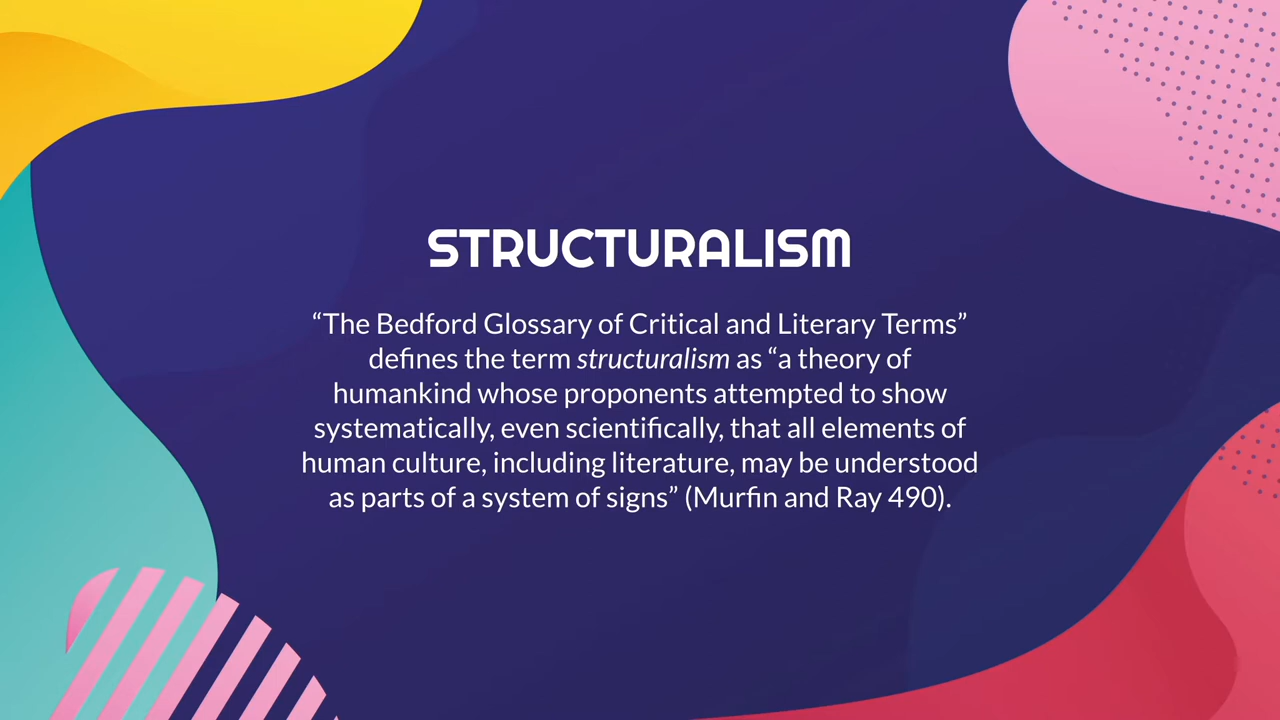 STRUCTURALISM
“The Bedford Glossary of Critical and Literary Terms”
defines the term structuralism as “a theory of
humankind whose proponents attempted to show
systematically, even scientifically, that all elements of
human culture, including literature, may be understood
as parts of a system of signs” (Murfin and Ray 490).